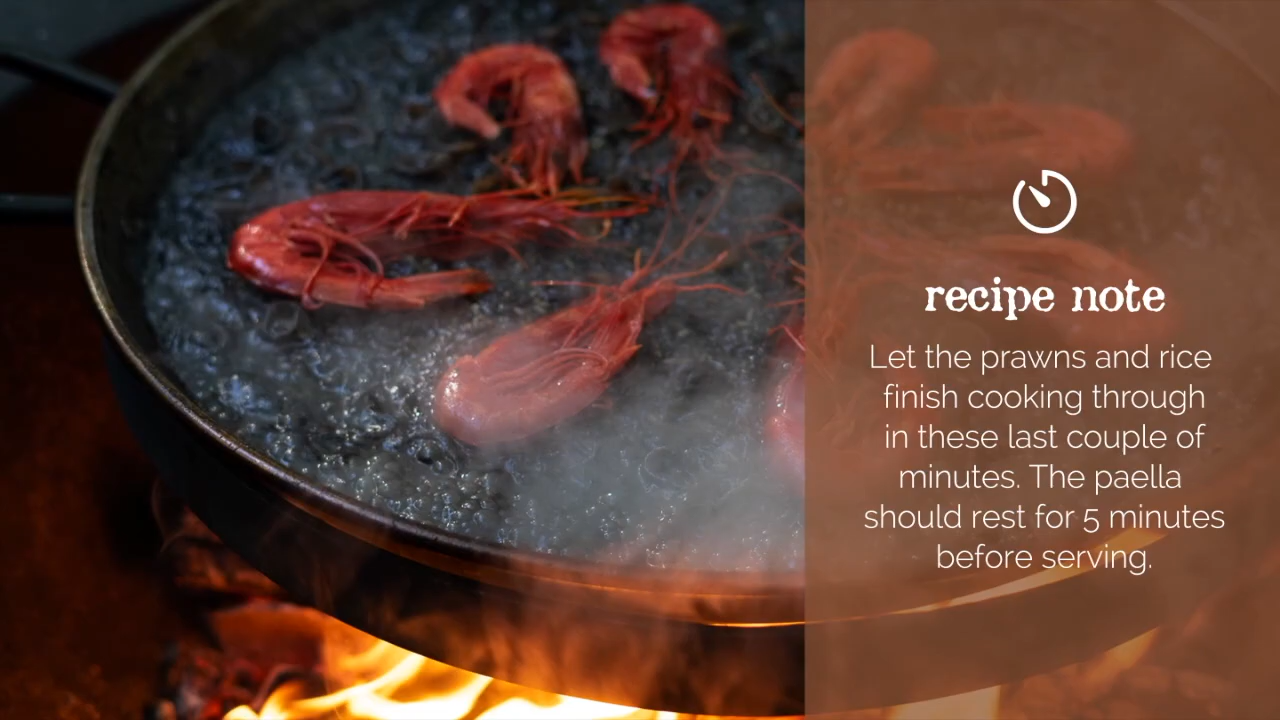 recipe note
Let the prawns and rice
finish cooking through
in these last couple of
minutes. The paella
should rest for 5 minutes
before serving.